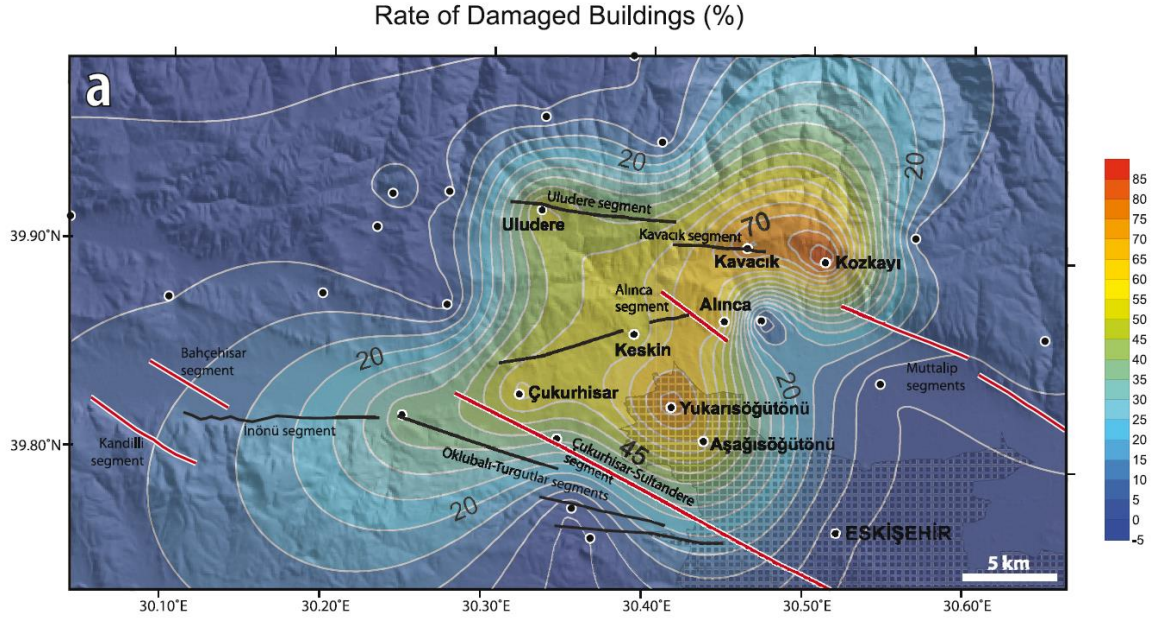 Rate of Damaged Buildings (%)
a
20
20
Uludere segment
Uludere
70
Kavacık segment
Kavacık
Kozkayı
Alınca
segment
Alınca
Keskin
20
Bahçehisar
segment
20
Muttalip
segments
Çukurhisar
Yukarısöğütönü
Inönü segment
Kandilli
segment
45
Aşağısöğütönü
Oklubalı-Turgutlar segments
Çukurhisar-Sultandere
segment
20
ESKİŞEHİR
5 km
39.90°N
39.80°N
30.10°E
30.20°E
30.30°E
30.40°E
30.50°E
30.60°E
85
80
75
70
65
60
55
50
45
40
35
30
25
20
15
10
5
0
-5